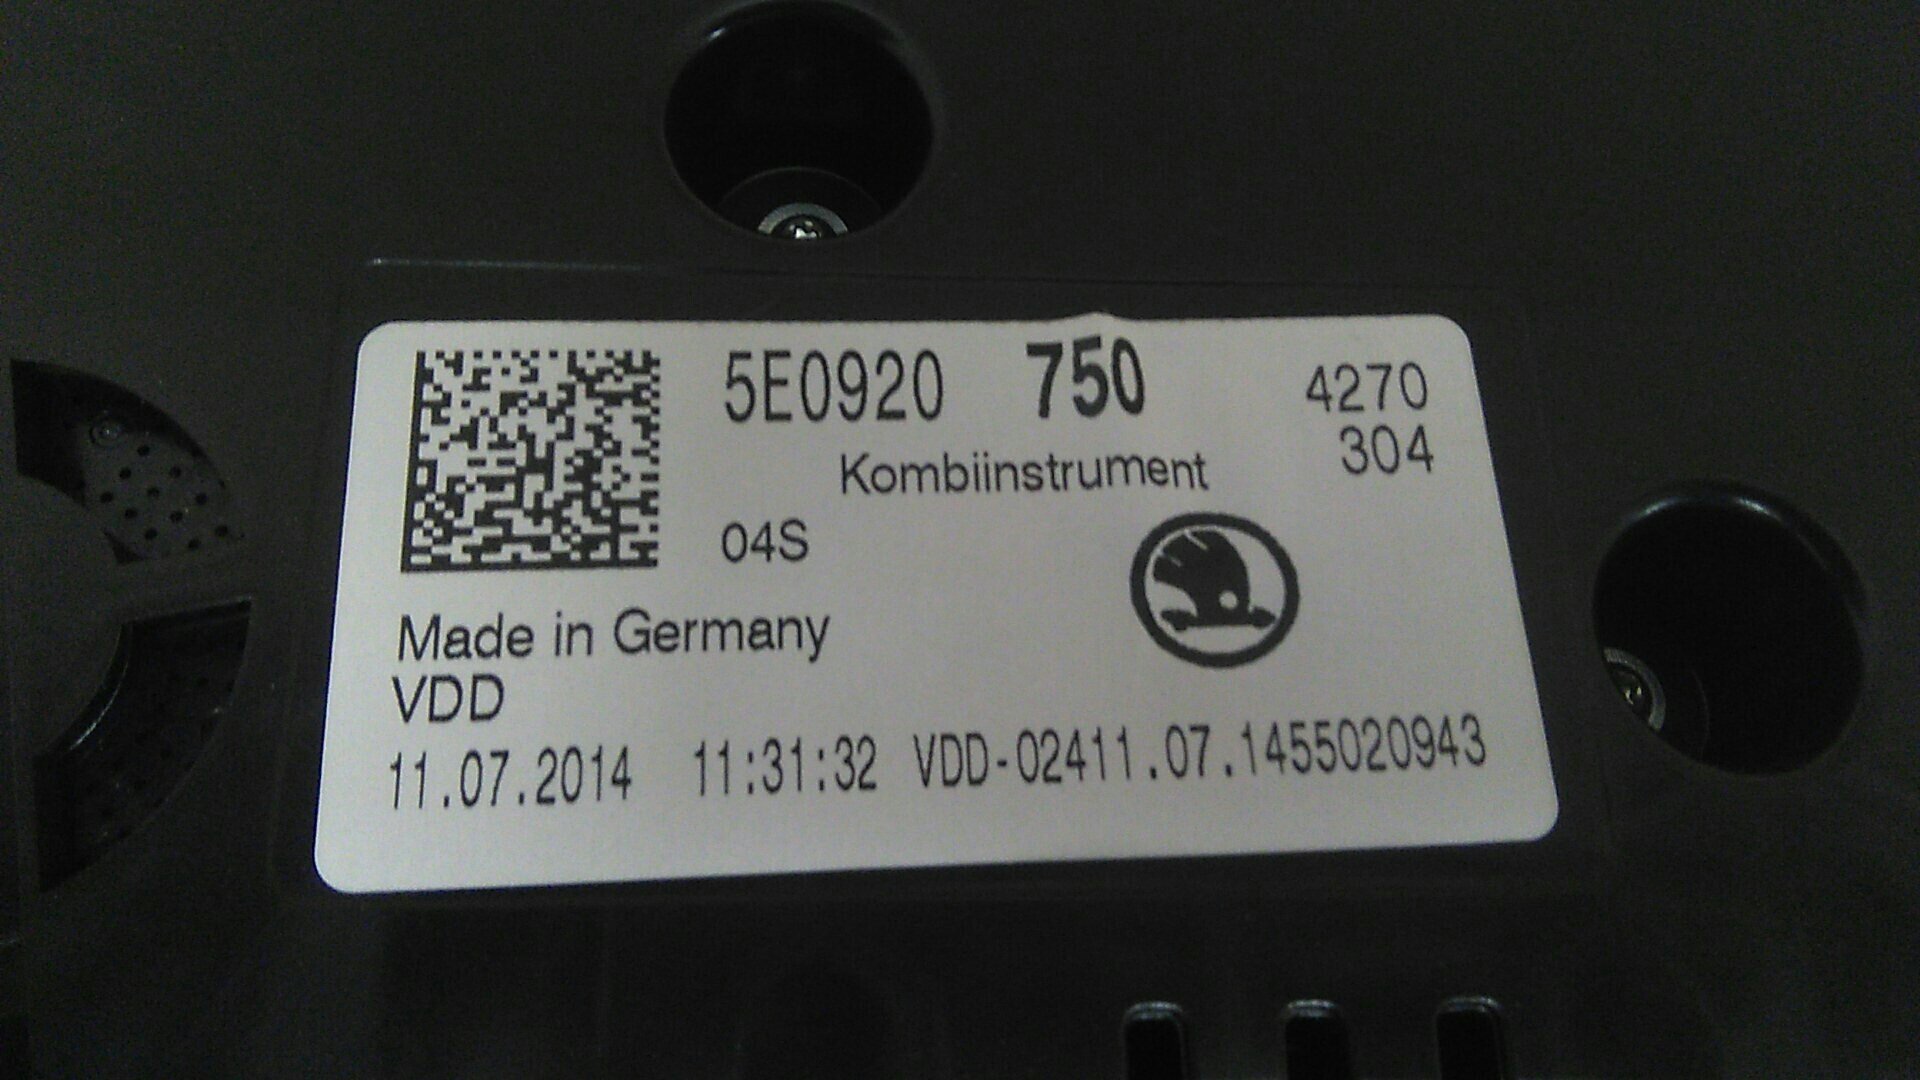 5E0920 750 4270
304
Kombiinstrument
04S
Made in Germany
VDD
11.07.2014 11:31:32 VDD-02411.07.1455020943